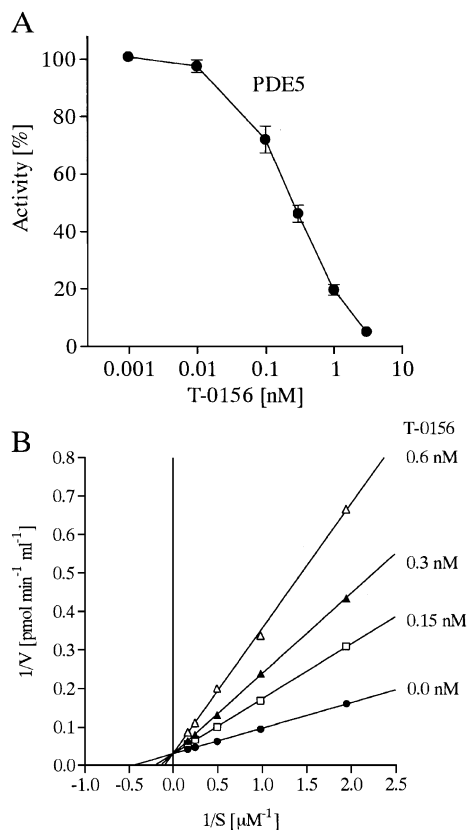 A
PDE5
Activity [%]
100
80
60
40
20
0
0.001 0.01 0.1 1 10
T-0156 [nM]
B
T-0156
0.6 nM
0.3 nM
0.15 nM
0.0 nM
1/V [pmol min-1 ml-1]
0.8
0.7
0.6
0.5
0.4
0.3
0.2
0.1
0.0
-1.0 -0.5 0.0 0.5 1.0 1.5 2.0 2.5
1/S [μM-1]